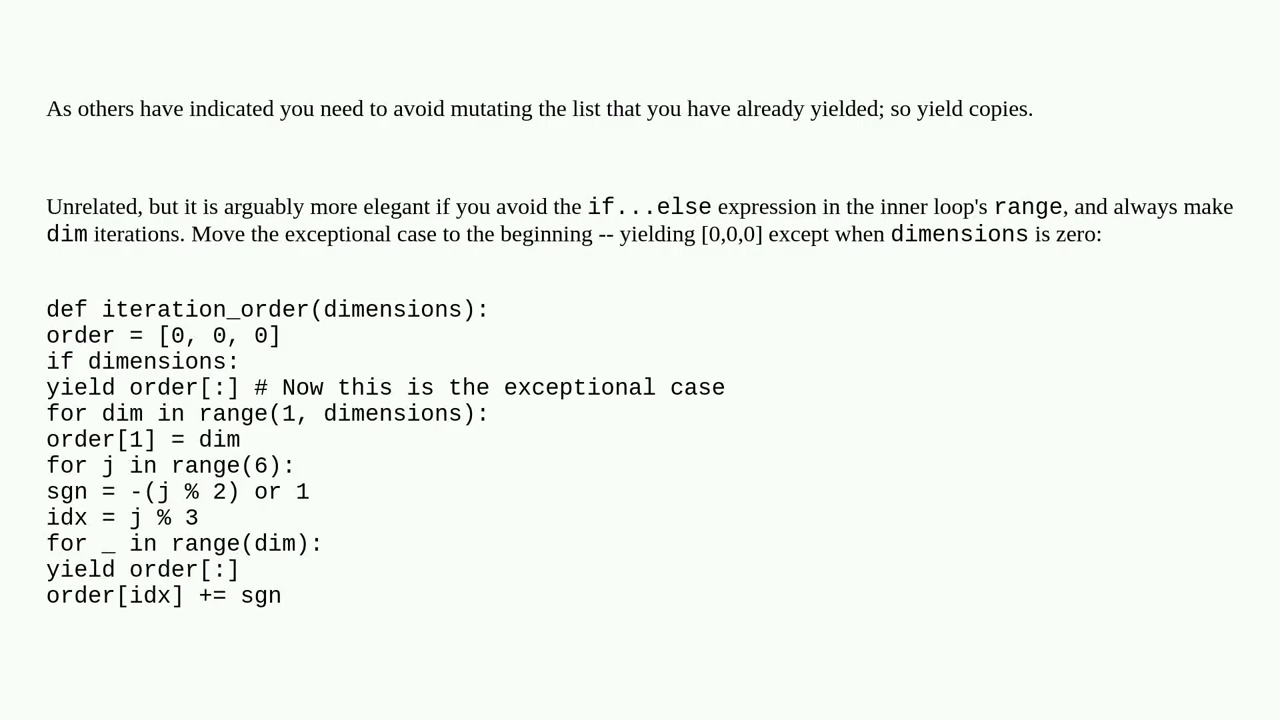 As others have indicated you need to avoid mutating the list that you have already yielded; so yield copies.
Unrelated, but it is arguably more elegant if you avoid the if...else expression in the inner loop's range, and always make
dim iterations. Move the exceptional case to the beginning -- yielding [0,0,0] except when dimensions is zero:
def iteration_order(dimensions):
order = [0, 0, 0]
if dimensions:
yield order[:] # Now this is the exceptional case
for dim in range(1, dimensions):
order[1] = dim
for j in range(6):
sgn = -(j % 2) or 1
idx = j % 3
for _ in range(dim):
yield order[:]
order[idx] += sgn